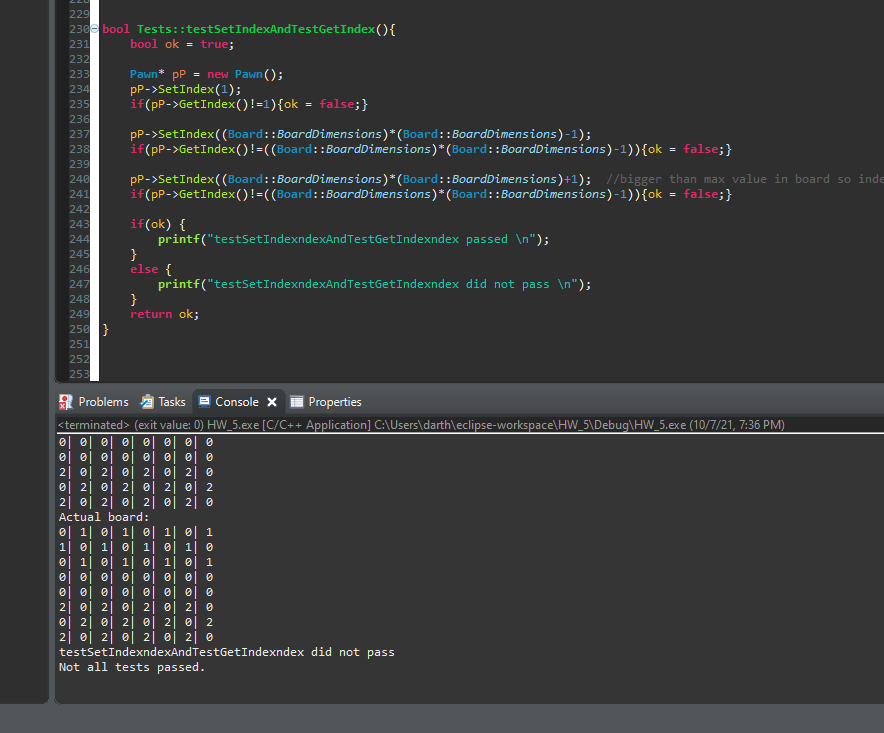 228
229
230 bool Tests::testSetIndexAndTestGetIndex(){
231 bool ok = true;
232
233 Pawn* pP = new Pawn();
234 pP->SetIndex(1);
235 if(pP->GetIndex()!=1){ok = false;}
236
237 pP->SetIndex((Board::BoardDimensions)*(Board::BoardDimensions)-1);
238 if(pP->GetIndex()!=((Board::BoardDimensions)*(Board::BoardDimensions)-1)){ok = false;}
239
240 pP->SetIndex((Board::BoardDimensions)*(Board::BoardDimensions)+1); //bigger than max value in board so inde
241 if(pP->GetIndex()!=((Board::BoardDimensions)*(Board::BoardDimensions)-1)){ok = false;}
242
243 if(ok) {
244 printf("testSetIndexndexAndTestGetIndexndex passed \n");
245 }
246 else {
247 printf("testSetIndexndexAndTestGetIndexndex did not pass \n");
248 }
249 return ok;
250 }
251
252
253
Problems Tasks Console Properties
<terminated> (exit value: 0) HW_5.exe [C/C++ Application] C:\Users\darth\eclipse-workspace\HW_5\Debug\HW_5.exe (10/7/21, 7:36 PM)
0| 0| 0| 0| 0| 0| 0| 0
0| 0| 0| 0| 0| 0| 0| 0
2| 0| 2| 0| 2| 0| 2| 0
0| 2| 0| 2| 0| 2| 0| 2
2| 0| 2| 0| 2| 0| 2| 0
Actual board:
0| 1| 0| 1| 0| 1| 0| 1
1| 0| 1| 0| 1| 0| 1| 0
0| 1| 0| 1| 0| 1| 0| 1
0| 0| 0| 0| 0| 0| 0| 0
0| 0| 0| 0| 0| 0| 0| 0
2| 0| 2| 0| 2| 0| 2| 0
0| 2| 0| 2| 0| 2| 0| 2
2| 0| 2| 0| 2| 0| 2| 0
testSetIndexndexAndTestGetIndexndex did not pass
Not all tests passed.